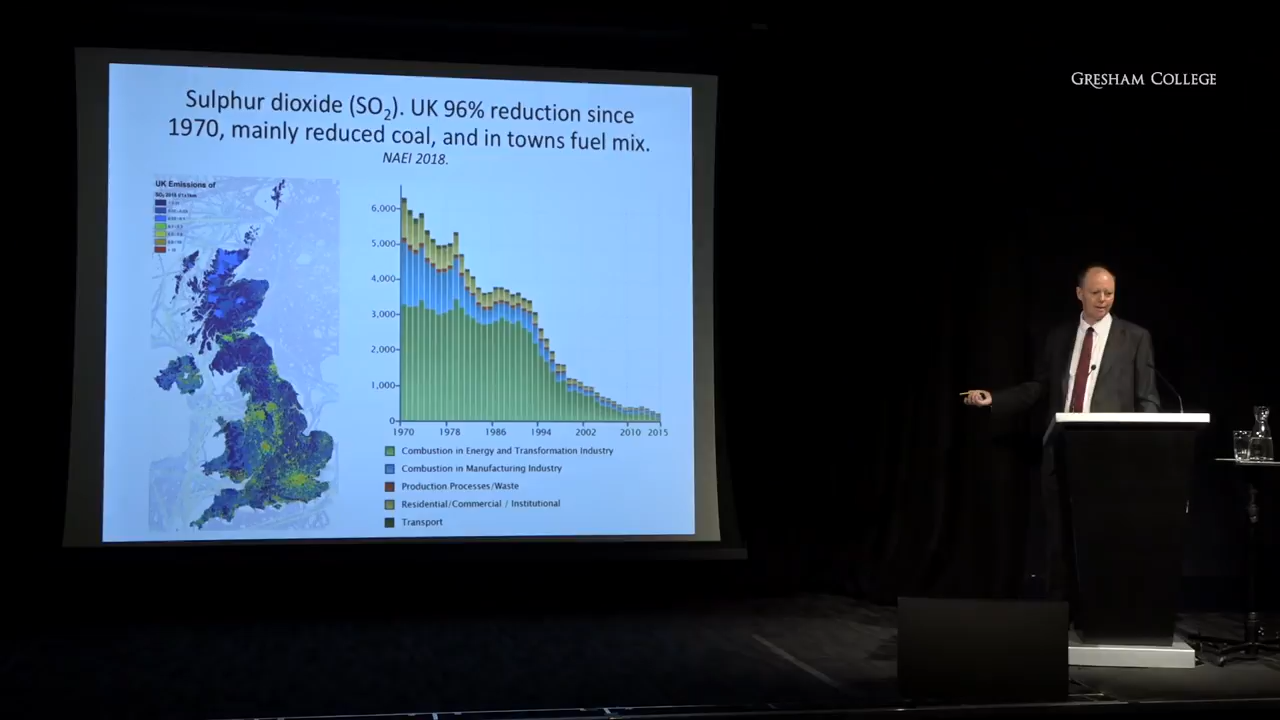 GRESHAM COLLEGE
Sulphur dioxide (SO2). UK 96% reduction since
1970, mainly reduced coal, and in towns fuel mix.
NAEI 2018.
UK Emissions of
6,000
5,000
4,000
3,000
2,000
1,000
0
1970 1978 1986 1994 2002 2010 2015
Combustion in Energy and Transformation Industry
Combustion in Manufacturing Industry
Production Processes/Waste
Residential/Commercial / Institutional
Transport